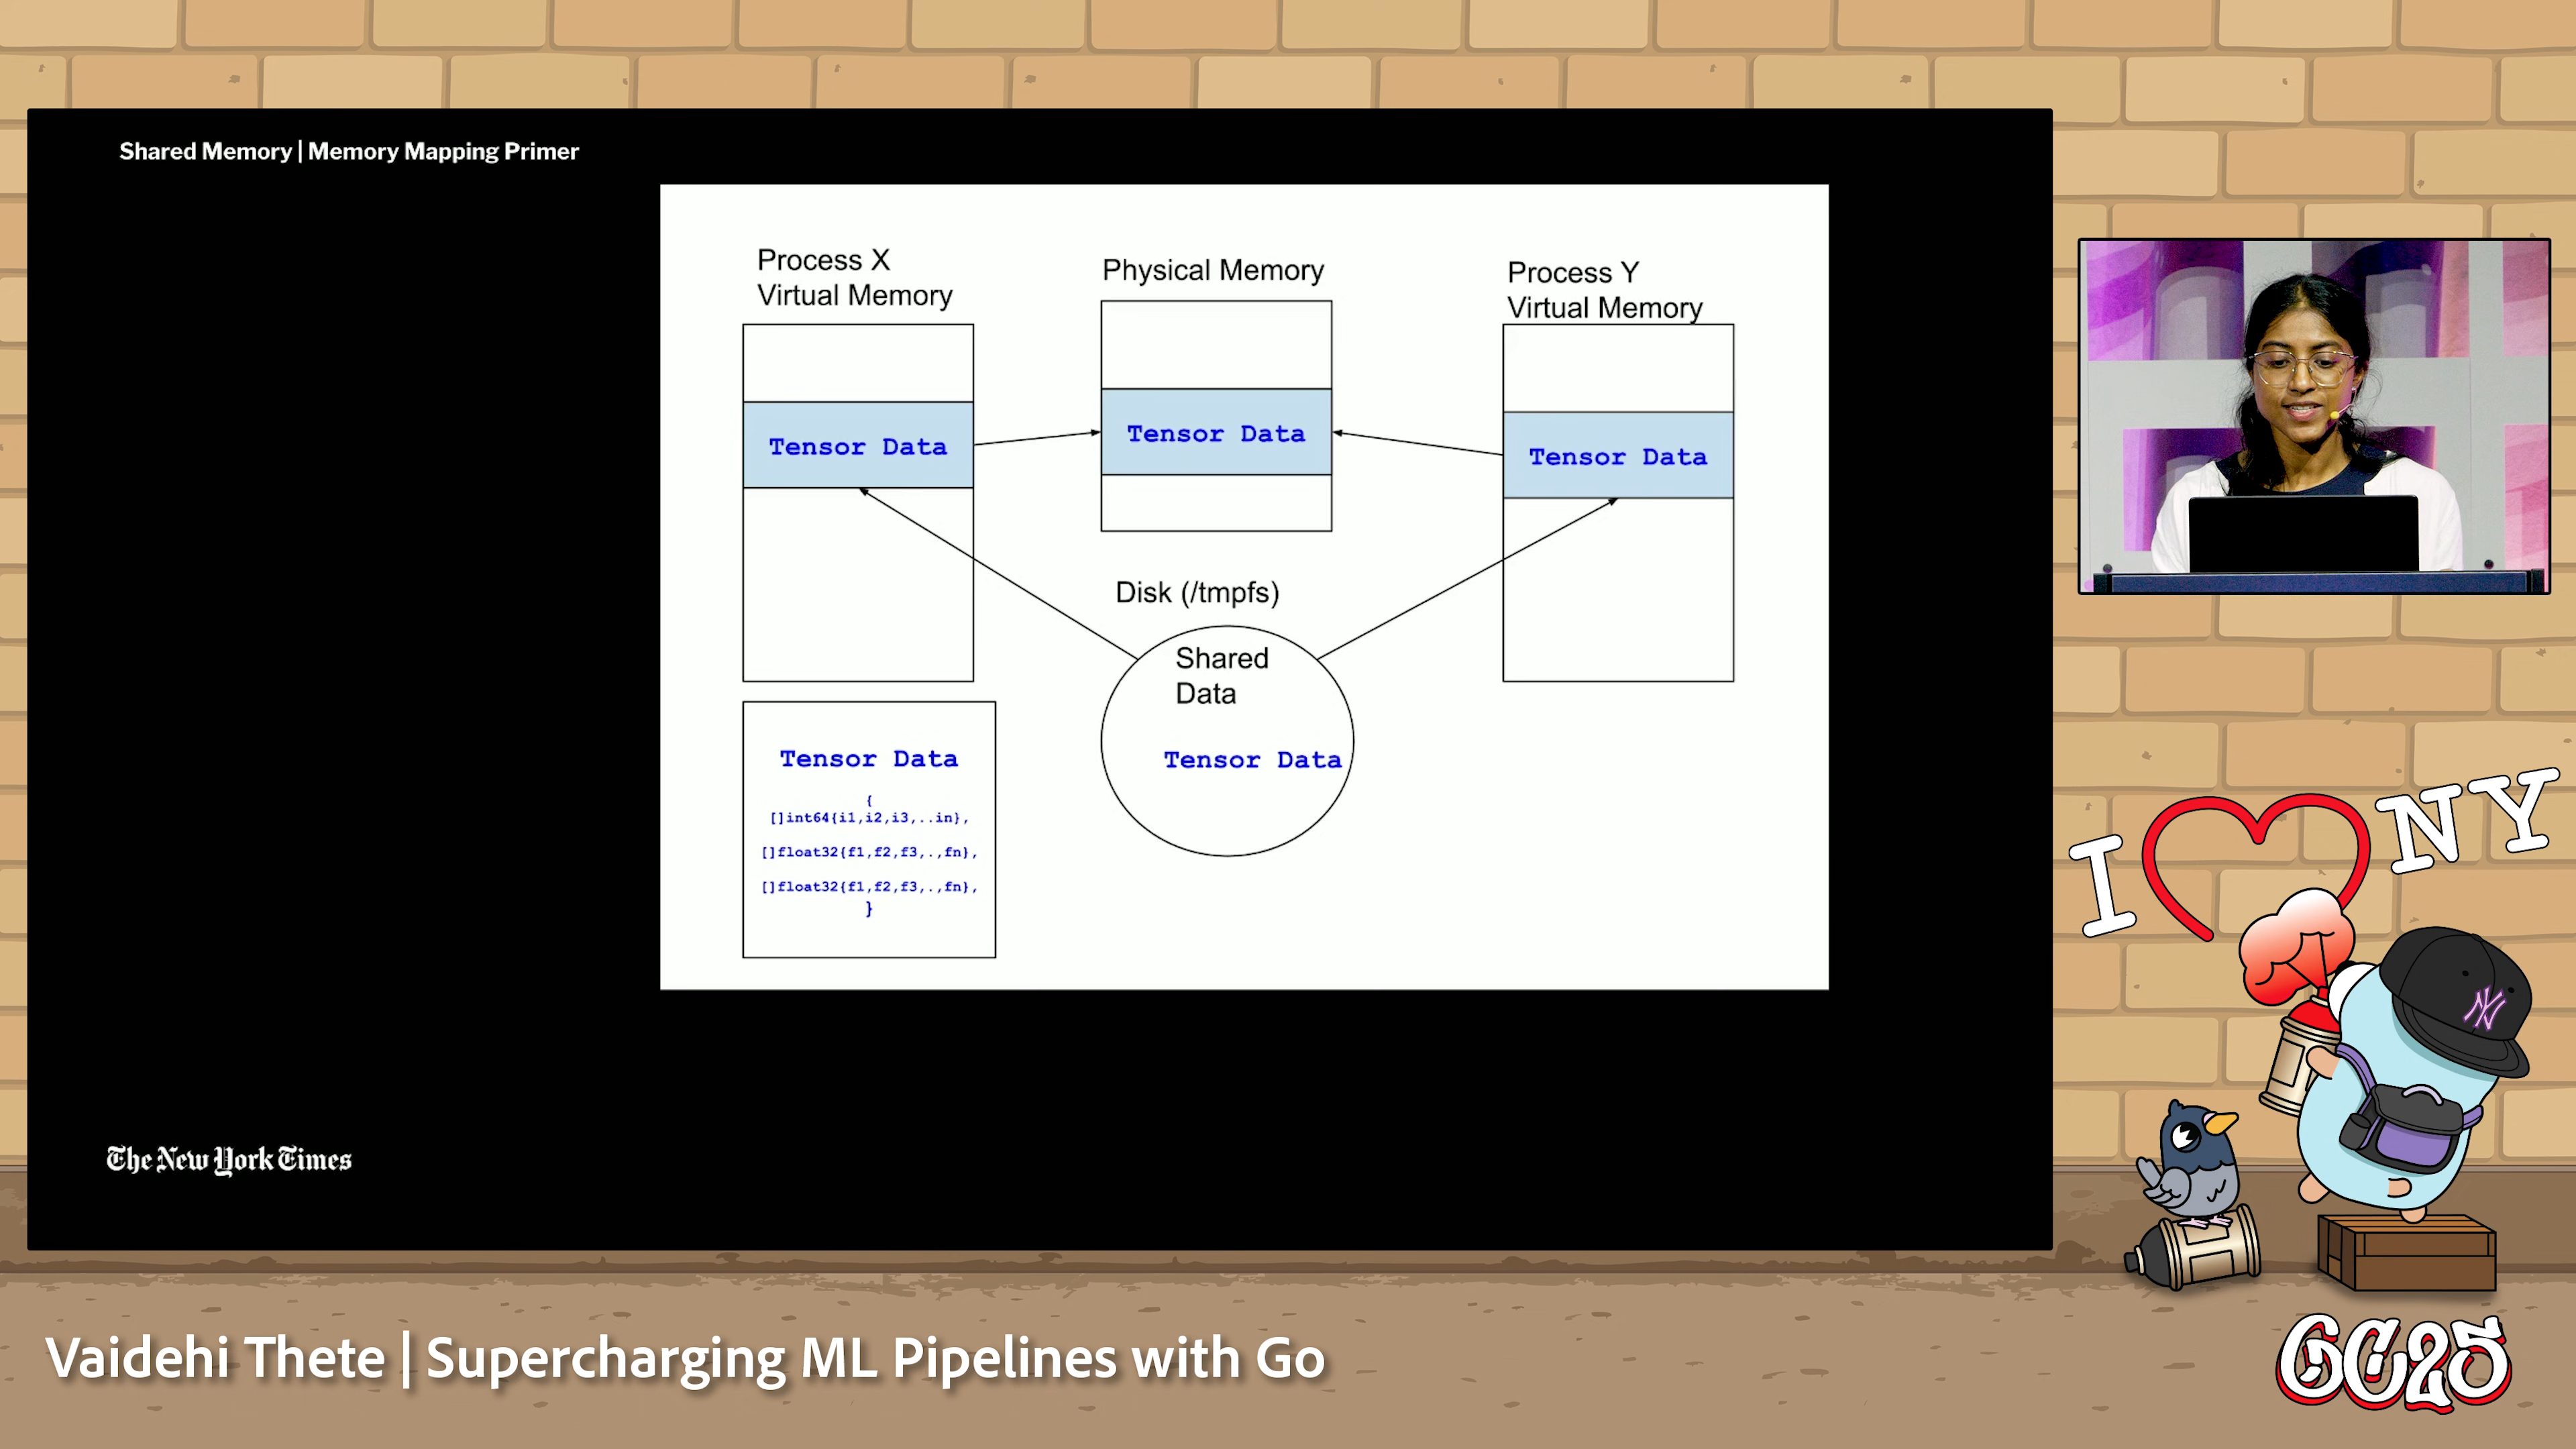 Shared Memory | Memory Mapping Primer
Process X
Virtual Memory
Physical Memory
Process Y
Virtual Memory
Tensor Data
Tensor Data
Tensor Data
Disk (/tmpfs)
Shared
Data
Tensor Data
Tensor Data
{
[]int64{i1,i2,i3,..in},
[]float32{f1,f2,f3,.,fn},
[]float32{f1,f2,f3,.,fn},
}
The New York Times
I NY
NY
Vaidehi Thete | Supercharging ML Pipelines with Go
GC25